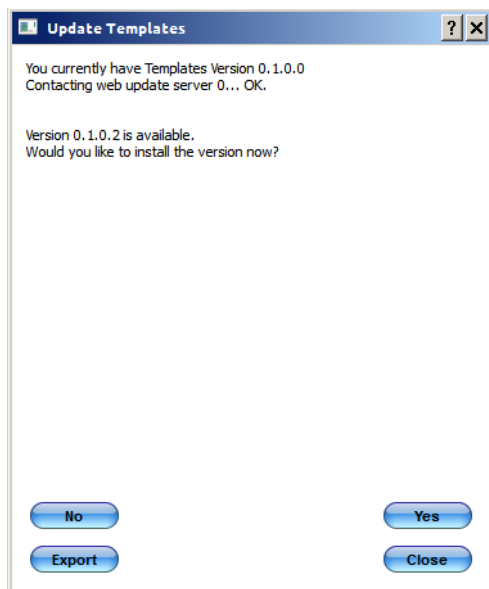 Update Templates
You currently have Templates Version 0.1.0.0
Contacting web update server 0... OK.
Version 0.1.0.2 is available.
Would you like to install the version now?
No
Yes
Export
Close